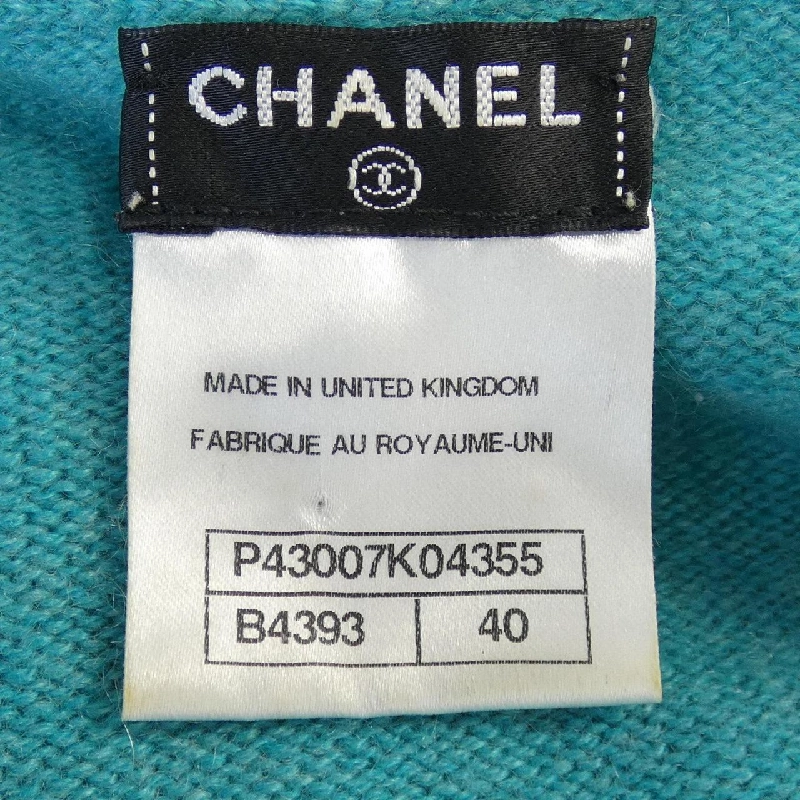 CHANEL
MADE IN UNITED KINGDOM
FABRIQUE AU ROYAUME-UNI
P43007K04355
B4393 40